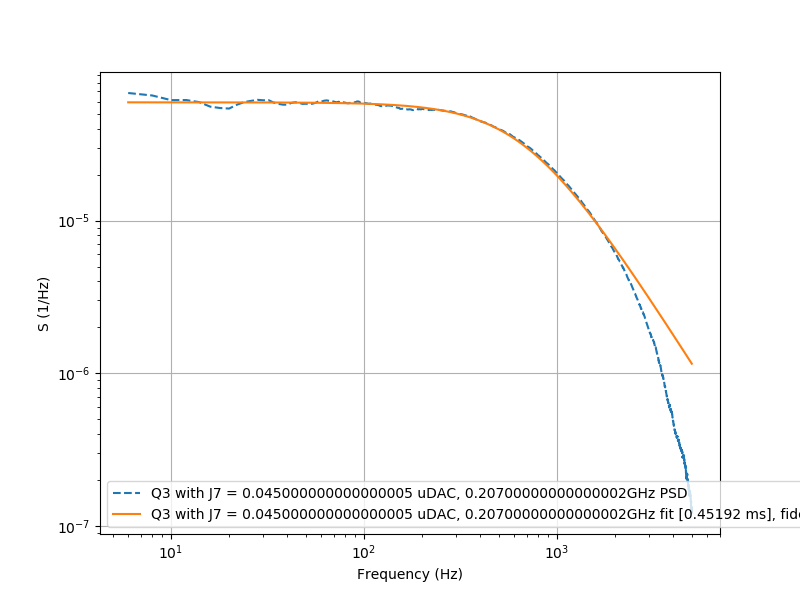 10⁻⁵
10⁻⁶
10⁻⁷
S (1/Hz)
Q3 with J7 = 0.045000000000000005 uDAC, 0.20700000000000002GHz PSD
Q3 with J7 = 0.045000000000000005 uDAC, 0.20700000000000002GHz fit [0.45192 ms], fide
10¹ 10² 10³
Frequency (Hz)